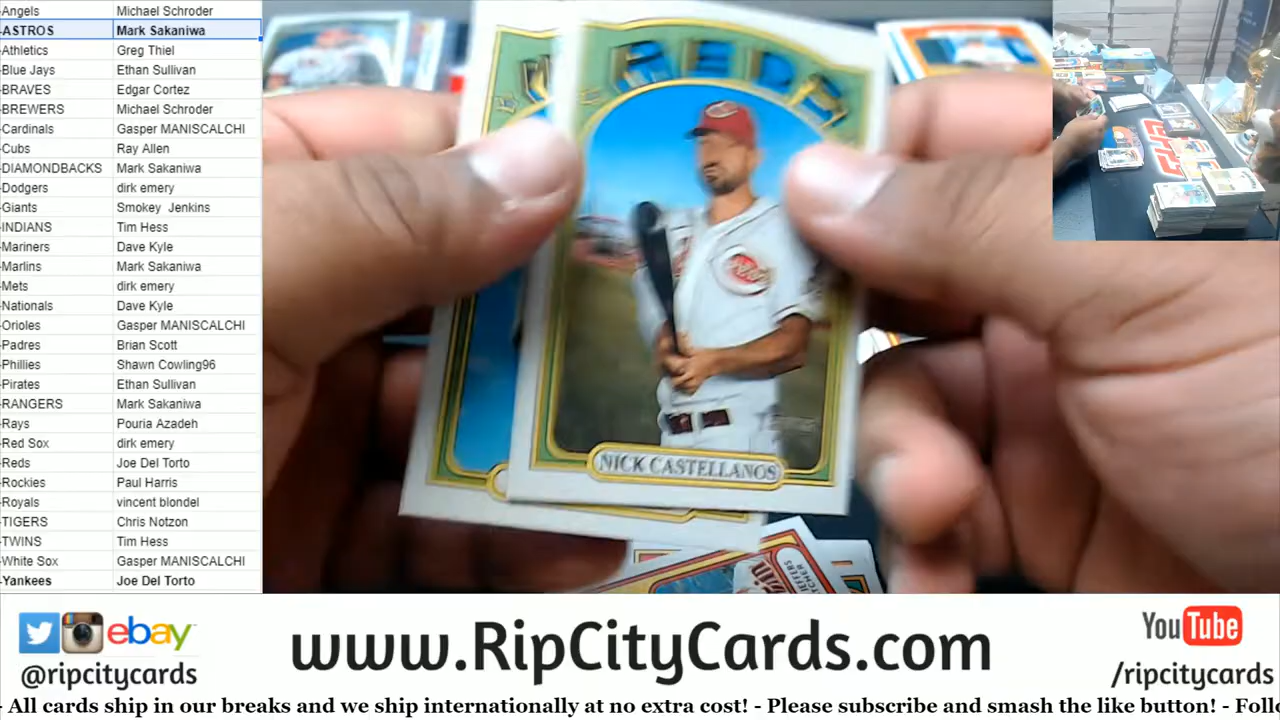 -Angels Michael Schroder
-ASTROS Mark Sakaniwa
-Athletics Greg Thiel
-Blue Jays Ethan Sullivan
-BRAVES Edgar Cortez
-BREWERS Michael Schroder
-Cardinals Gasper MANISCALCHI
-Cubs Ray Allen
-DIAMONDBACKS Mark Sakaniwa
-Dodgers dirk emery
-Giants Smokey Jenkins
-INDIANS Tim Hess
-Mariners Dave Kyle
-Marlins Mark Sakaniwa
-Mets dirk emery
-Nationals Dave Kyle
-Orioles Gasper MANISCALCHI
-Padres Brian Scott
-Phillies Shawn Cowling96
-Pirates Ethan Sullivan
-RANGERS Mark Sakaniwa
-Rays Pouria Azadeh
-Red Sox dirk emery
-Reds Joe Del Torto
-Rockies Paul Harris
-Royals vincent blondel
-TIGERS Chris Notzon
-TWINS Tim Hess
-White Sox Gasper MANISCALCHI
-Yankees Joe Del Torto
REDS
Reds
NICK CASTELLANOS
ebay
@ripcitycards
www.RipCityCards.com
YouTube
/ripcitycards
- All cards ship in our breaks and we ship internationally at no extra cost! - Please subscribe and smash the like button! - Follo